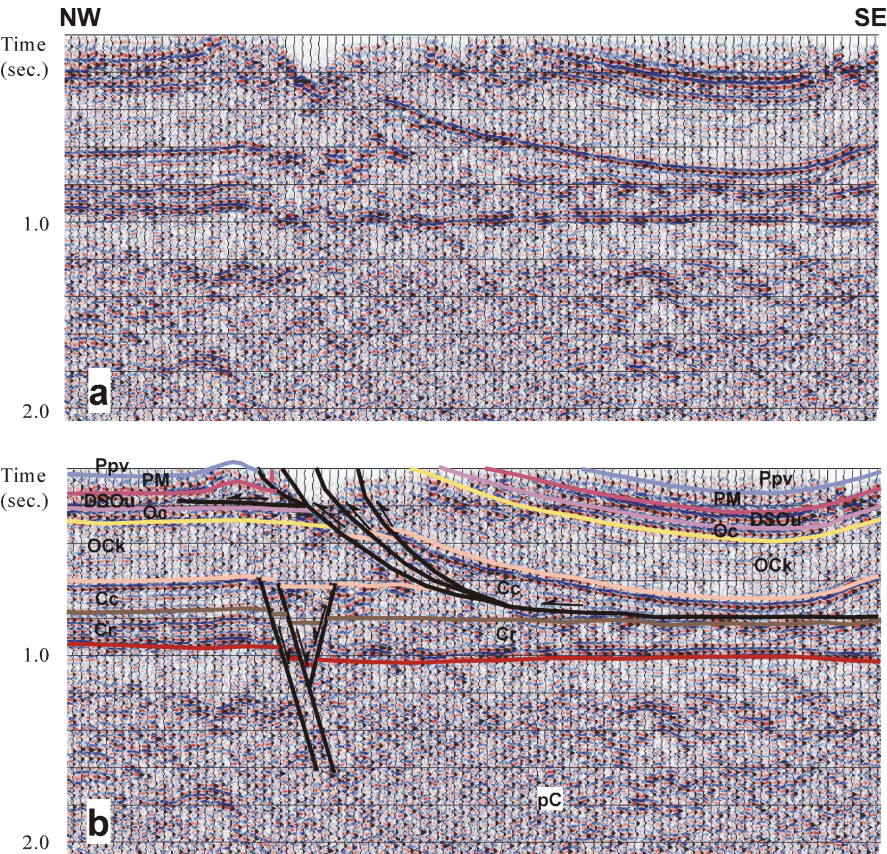 NW SE
Time
(sec.)
1.0
a
2.0
Time
(sec.)
Ppv Ppv
PM PM
DSOu DSOu
Oc Oc
OCk OCk
Cc Cc
Cr Cr
1.0
pC
b
2.0